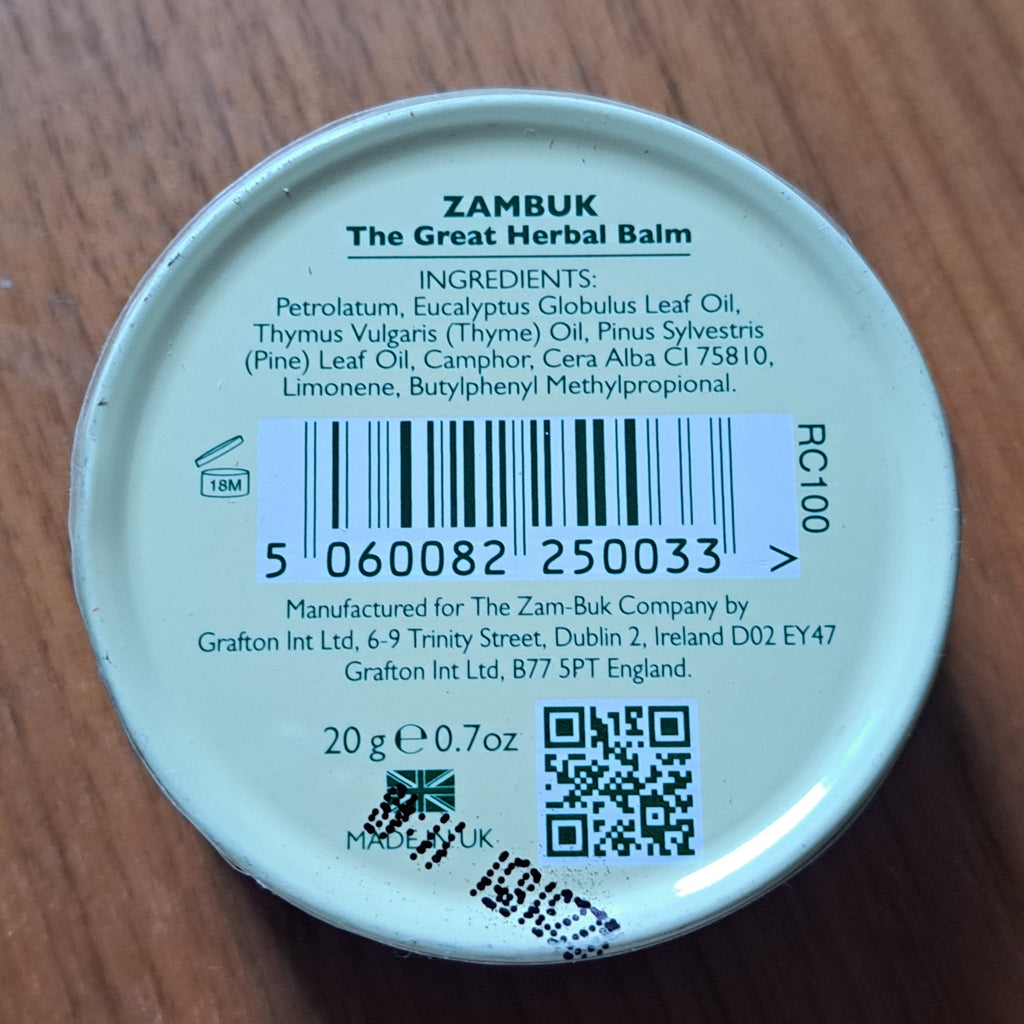 ZAMBUK
The Great Herbal Balm
INGREDIENTS:
Petrolatum, Eucalyptus Globulus Leaf Oil,
Thymus Vulgaris (Thyme) Oil, Pinus Sylvestris
(Pine) Leaf Oil, Camphor, Cera Alba CI 75810,
Limonene, Butylphenyl Methylpropional.
18M
RC100
5 060082 250033 >
Manufactured for The Zam-Buk Company by
Grafton Int Ltd, 6-9 Trinity Street, Dublin 2, Ireland D02 EY47
Grafton Int Ltd, B77 5PT England.
20 g e 0.7oz
MADE IN UK